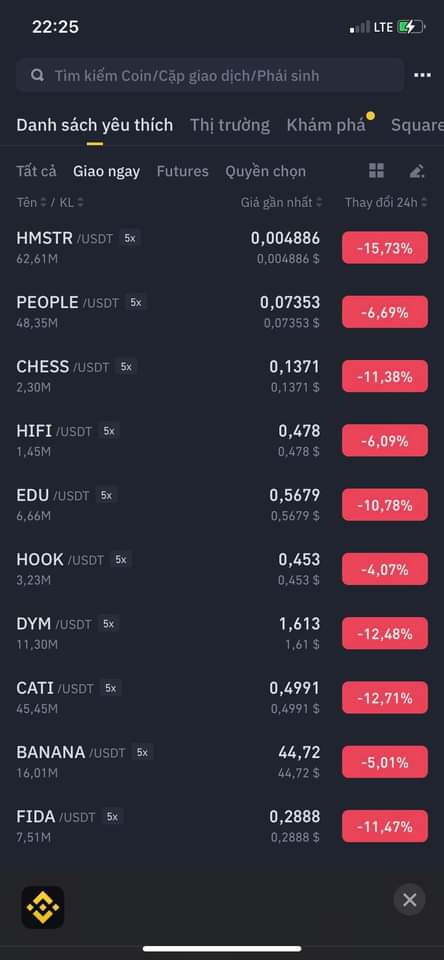 22:25 LTE
Tìm kiếm Coin/Cặp giao dịch/Phái sinh
Danh sách yêu thích Thị trường Khám phá Square
Tất cả Giao ngay Futures Quyền chọn
Tên / KL Giá gần nhất Thay đổi 24h
HMSTR /USDT 5x 0,004886 -15,73%
62,61M 0,004886 $
PEOPLE /USDT 5x 0,07353 -6,69%
48,35M 0,07353 $
CHESS /USDT 5x 0,1371 -11,38%
2,30M 0,1371 $
HIFI /USDT 5x 0,478 -6,09%
1,45M 0,478 $
EDU /USDT 5x 0,5679 -10,78%
6,66M 0,5679 $
HOOK /USDT 5x 0,453 -4,07%
3,23M 0,453 $
DYM /USDT 5x 1,613 -12,48%
11,30M 1,61 $
CATI /USDT 5x 0,4991 -12,71%
45,45M 0,4991 $
BANANA /USDT 5x 44,72 -5,01%
16,01M 44,72 $
FIDA /USDT 5x 0,2888 -11,47%
7,51M 0,2888 $